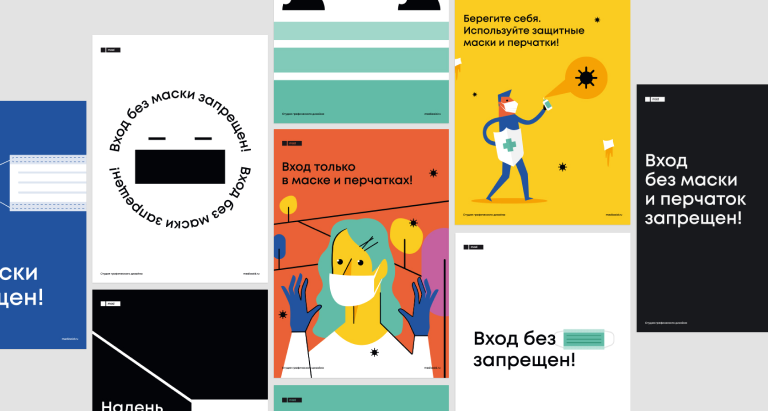 ски
щен!
Вход без маски запрещен!
Вход без маски запрещен!
Надень
Вход только
в маске и перчатках!
Берегите себя.
Используйте защитные
маски и перчатки!
Вход без
запрещен!
Вход
без маски
и перчаток
запрещен!